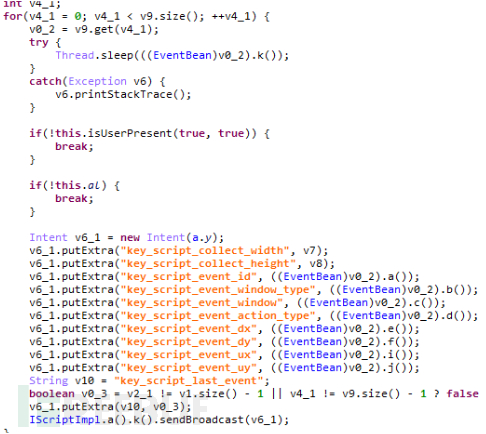 int v4_1;
for(v4_1 = 0; v4_1 < v9.size(); ++v4_1) {
v0_2 = v9.get(v4_1);
try {
Thread.sleep(((EventBean)v0_2).k());
}
catch(Exception v6) {
v6.printStackTrace();
}
if(!this.isUserPresent(true, true)) {
break;
}
if(!this.al) {
break;
}
Intent v6_1 = new Intent(a.y);
v6_1.putExtra("key_script_collect_width", v7);
v6_1.putExtra("key_script_collect_height", v8);
v6_1.putExtra("key_script_event_id", ((EventBean)v0_2).a());
v6_1.putExtra("key_script_event_window_type", ((EventBean)v0_2).b());
v6_1.putExtra("key_script_event_window", ((EventBean)v0_2).c());
v6_1.putExtra("key_script_event_action_type", ((EventBean)v0_2).d());
v6_1.putExtra("key_script_event_dx", ((EventBean)v0_2).e());
v6_1.putExtra("key_script_event_dy", ((EventBean)v0_2).f());
v6_1.putExtra("key_script_event_ux", ((EventBean)v0_2).i());
v6_1.putExtra("key_script_event_uy", ((EventBean)v0_2).j());
String v10 = "key_script_last_event";
boolean v0_3 = v2_1 != v1.size() - 1 || v4_1 != v9.size() - 1 ? false
v6_1.putExtra(v10, v0_3);
IScriptImpl.a().k().sendBroadcast(v6_1);